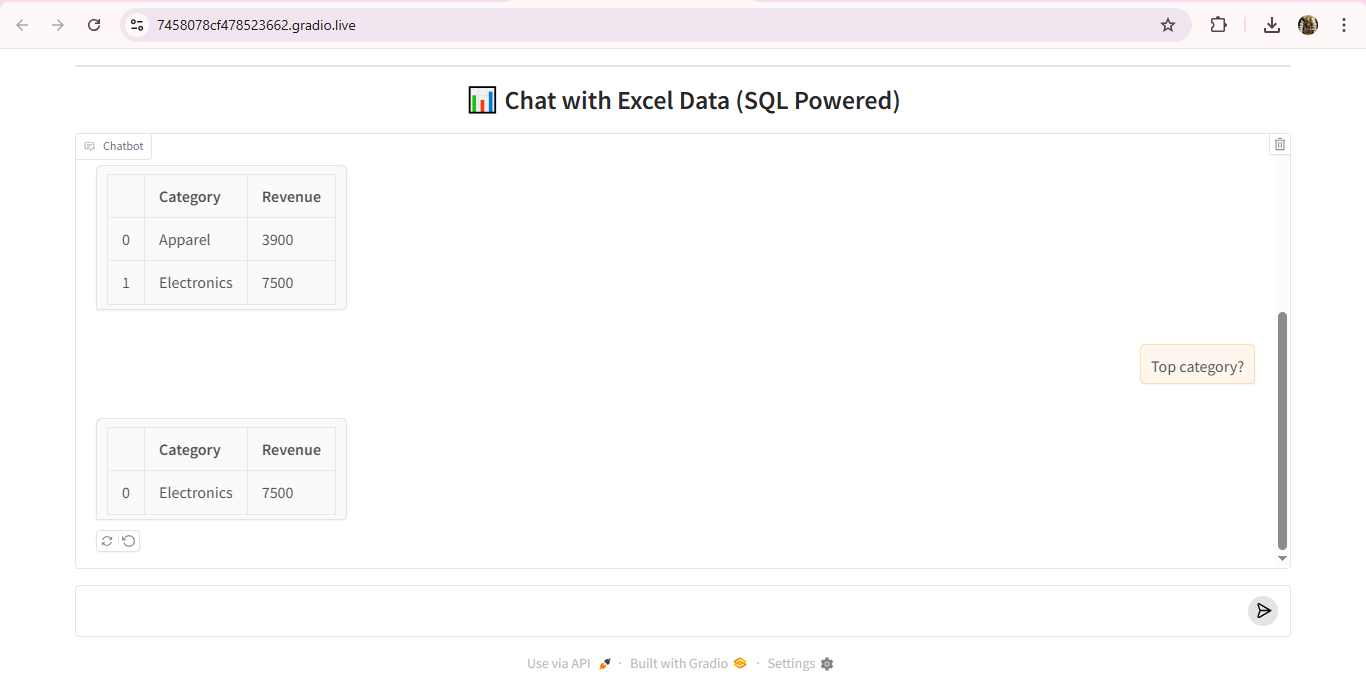 7458078cf478523662.gradio.live
📊 Chat with Excel Data (SQL Powered)
Chatbot
Category Revenue
0 Apparel 3900
1 Electronics 7500
Top category?
Category Revenue
0 Electronics 7500
Use via API 🚀 · Built with Gradio · Settings ⚙️